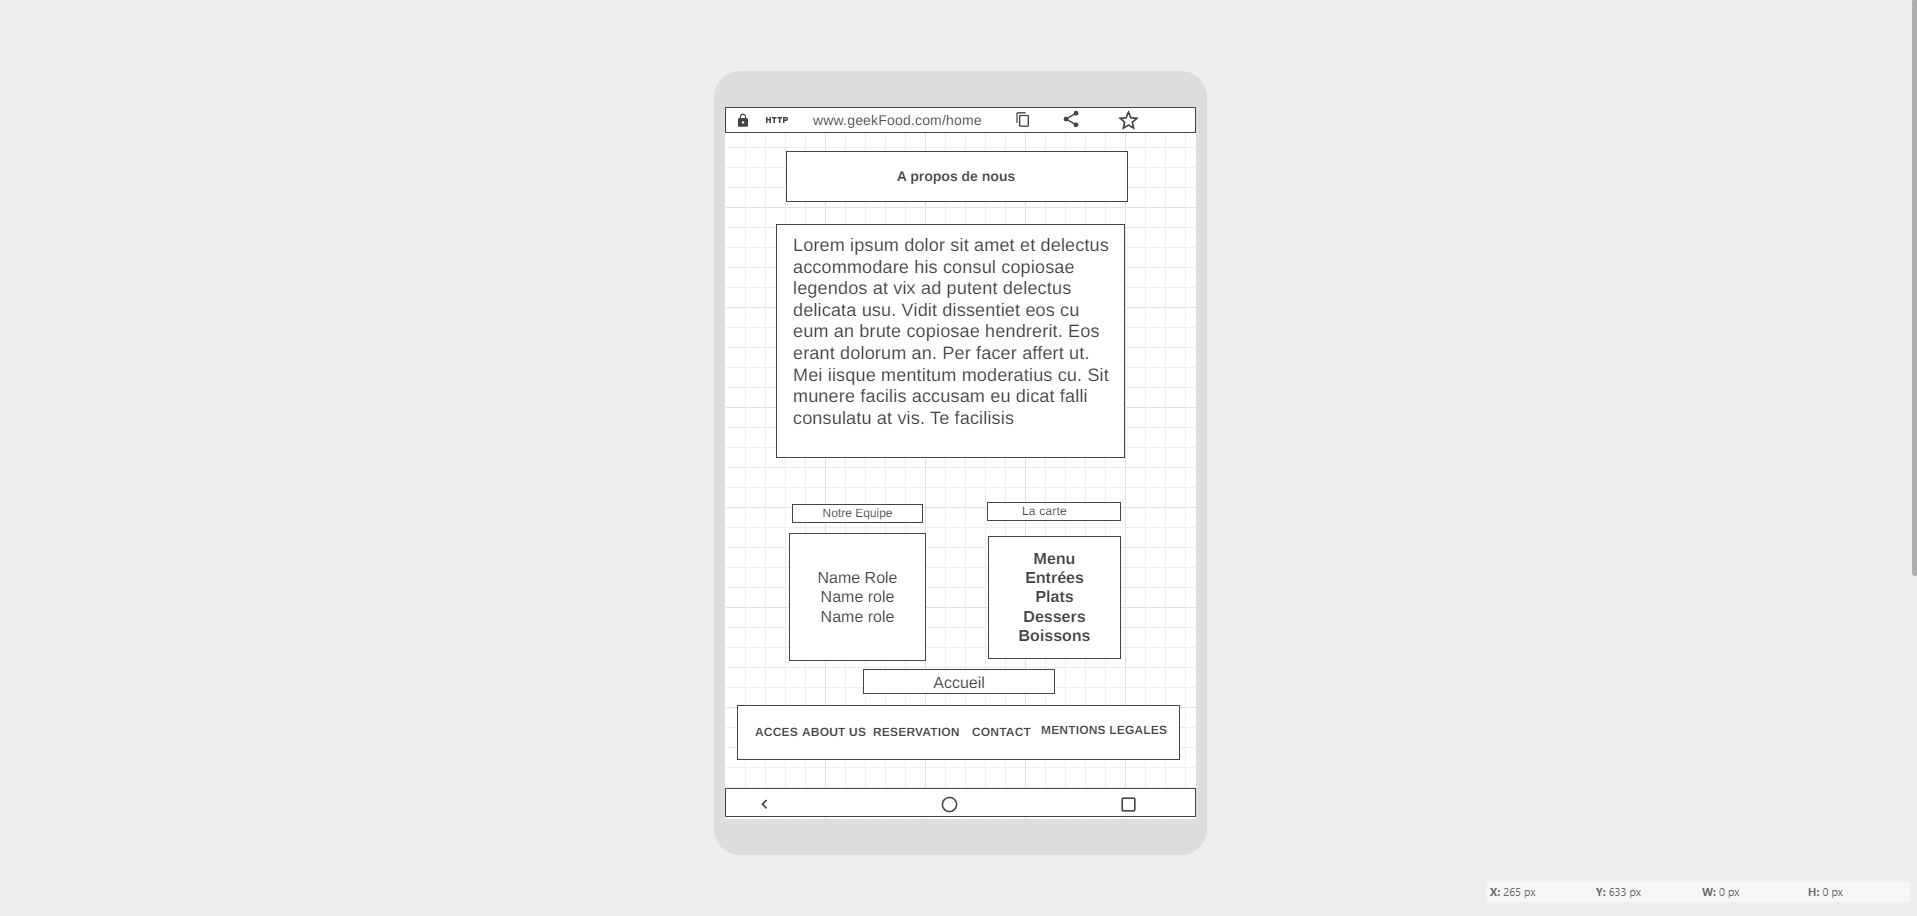 HTTP www.geekFood.com/home
A propos de nous
Lorem ipsum dolor sit amet et delectus
accommodare his consul copiosae
legendos at vix ad putent delectus
delicata usu. Vidit dissentiet eos cu
eum an brute copiosae hendrerit. Eos
erant dolorum an. Per facer affert ut.
Mei iisque mentitum moderatius cu. Sit
munere facilis accusam eu dicat falli
consulatu at vis. Te facilisis
Notre Equipe
Name Role
Name role
Name role
La carte
Menu
Entrées
Plats
Dessers
Boissons
Accueil
ACCES ABOUT US RESERVATION CONTACT MENTIONS LEGALES
X: 265 px Y: 633 px W: 0 px H: 0 px